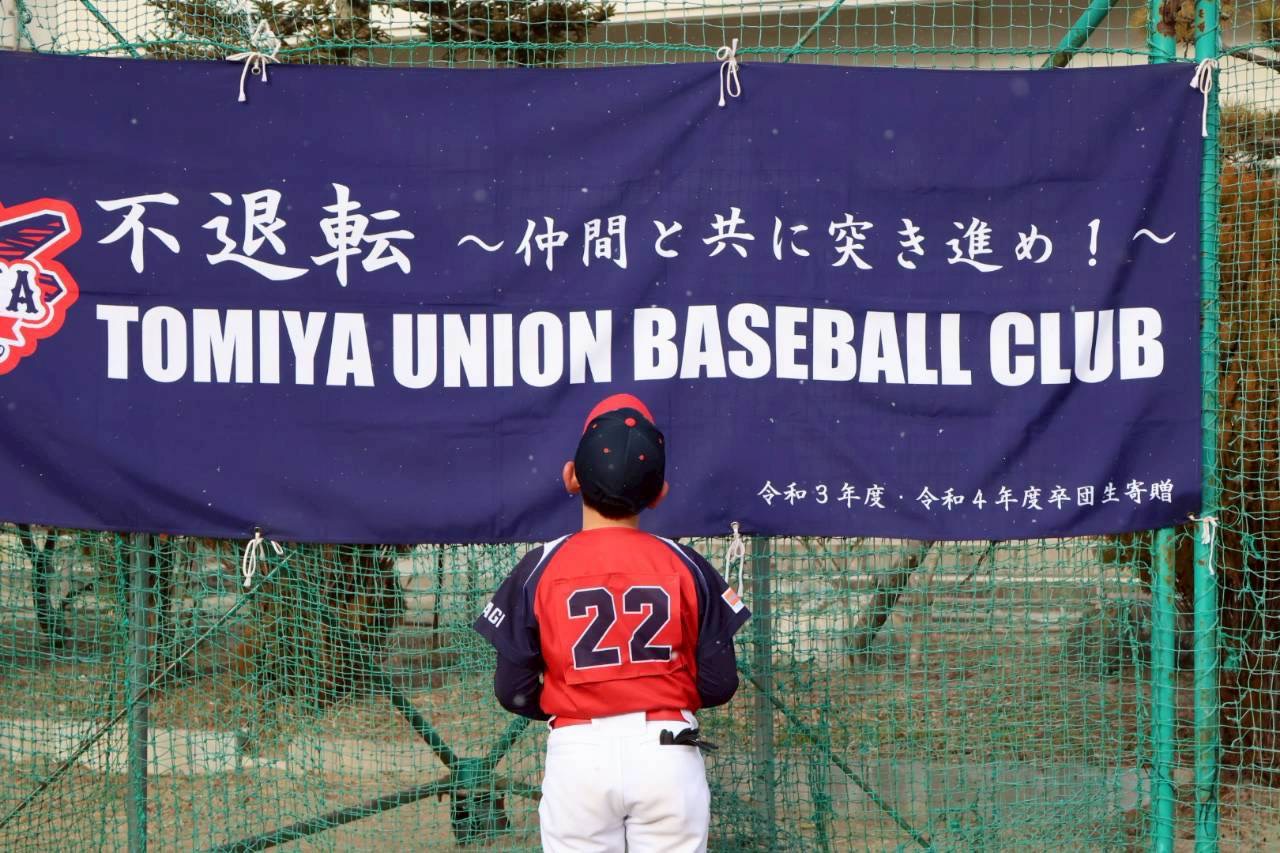 不退転 ～仲間と共に突き進め！～
TOMIYA UNION BASEBALL CLUB
令和3年度・令和4年度卒団生寄贈
AGI
22